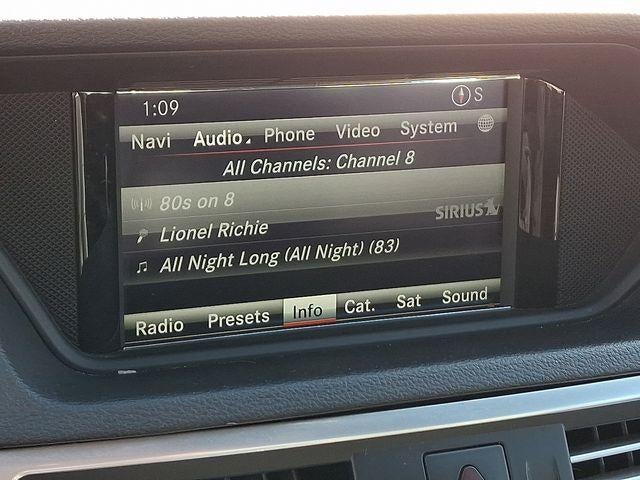 1:09 S
Navi Audio Phone Video System
All Channels: Channel 8
80s on 8
SIRIUS
Lionel Richie
All Night Long (All Night) (83)
Radio Presets Info Cat. Sat Sound